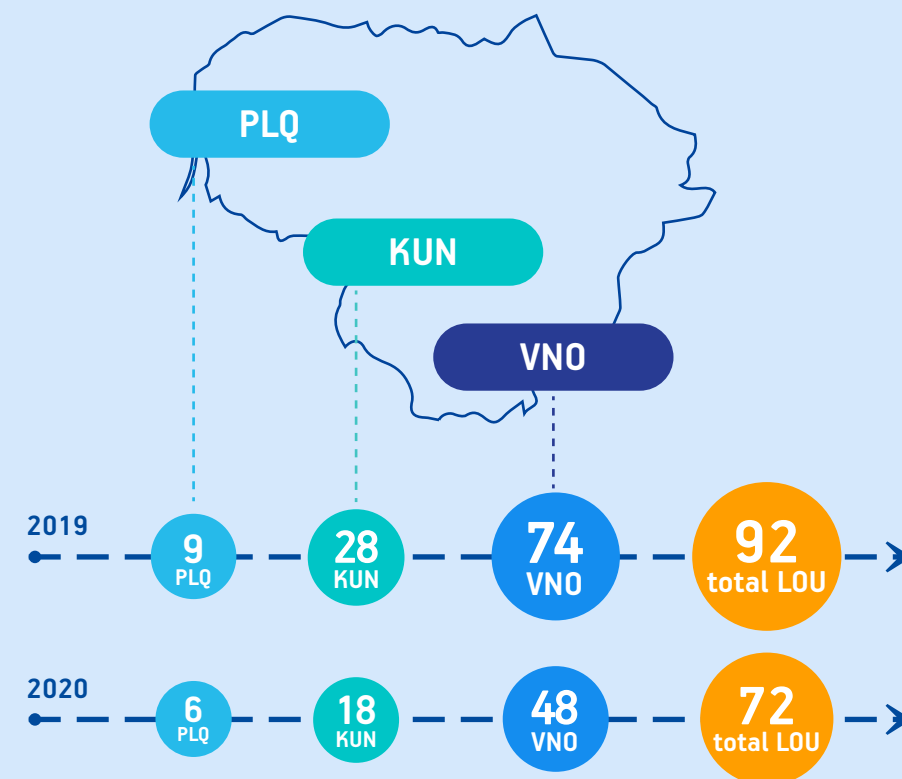 PLQ
KUN
VNO
2019
9
PLQ
28
KUN
74
VNO
92
total LOU
2020
6
PLQ
18
KUN
48
VNO
72
total LOU